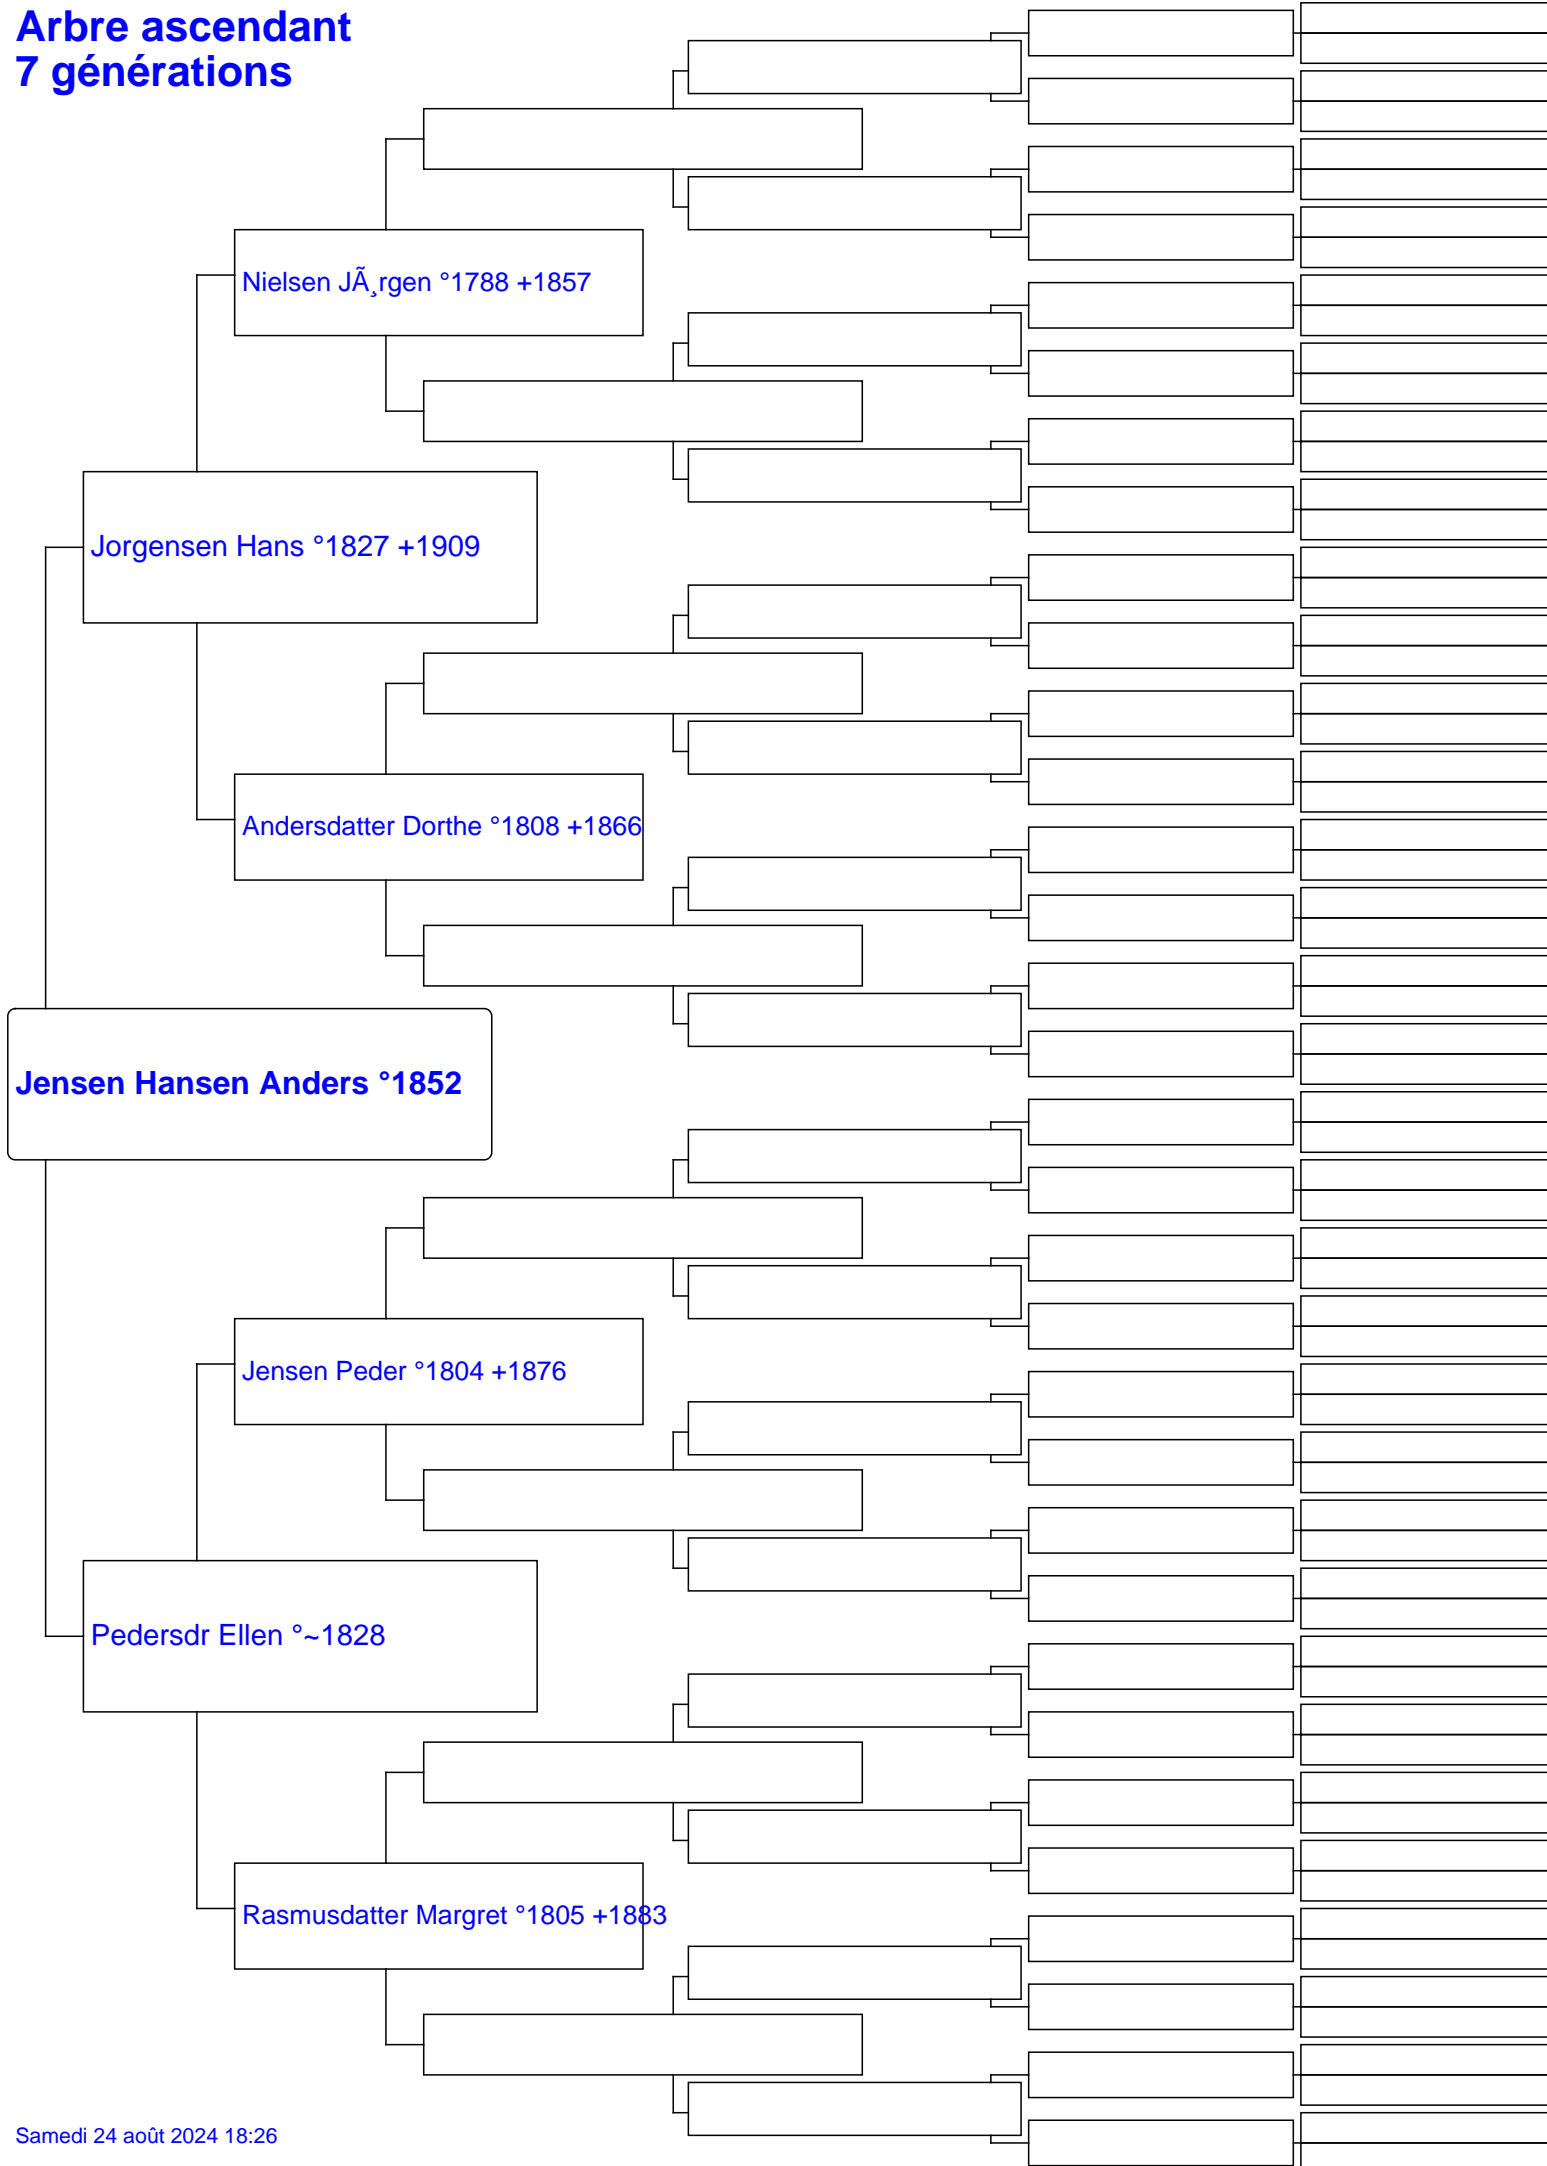 Arbre ascendant
7 générations
Nielsen JÃ¸rgen °1788 +1857
Jorgensen Hans °1827 +1909
Andersdatter Dorthe °1808 +1866
Jensen Hansen Anders °1852
Jensen Peder °1804 +1876
Pedersdr Ellen °~1828
Rasmusdatter Margret °1805 +1883
Samedi 24 août 2024 18:26